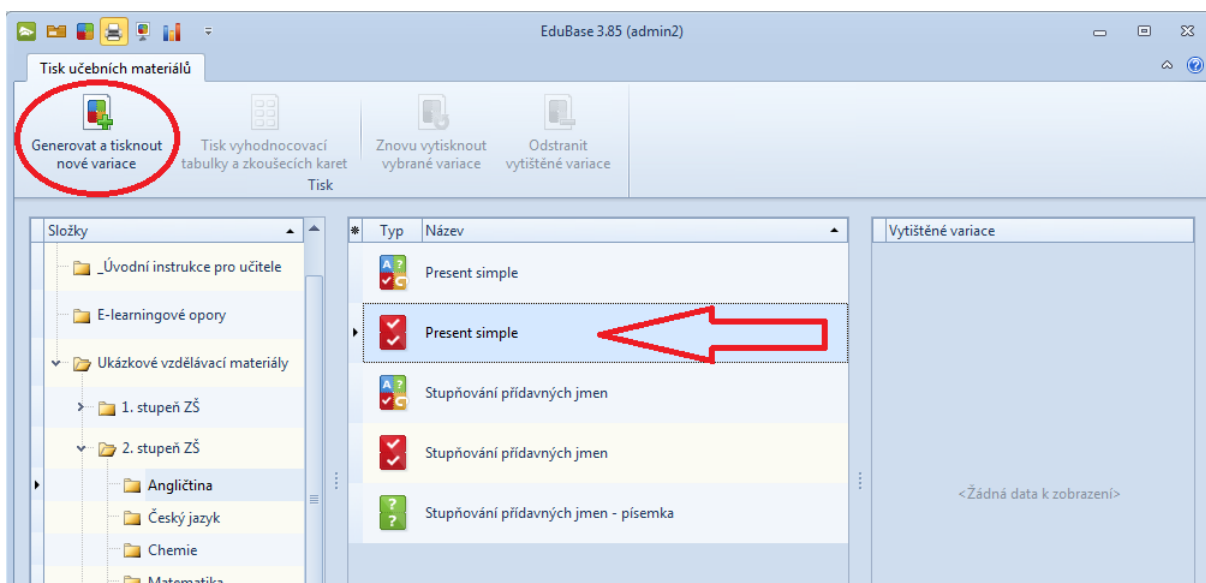 EduBase 3.85 (admin2)
Tisk učebních materiálů
Generovat a tisknout
nové variace
Tisk vyhodnocovací
tabulky a zkoušecích karet
Znovu vytisknout
vybrané variace
Odstranit
vytištěné variace
Tisk
Složky
_Úvodní instrukce pro učitele
E-learningové opory
Ukázkové vzdělávací materiály
1. stupeň ZŠ
2. stupeň ZŠ
Angličtina
Český jazyk
Chemie
Matematika
Typ Název
Present simple
Present simple
Stupňování přídavných jmen
Stupňování přídavných jmen
Stupňování přídavných jmen - písemka
Vytištěné variace
<Žádná data k zobrazení>